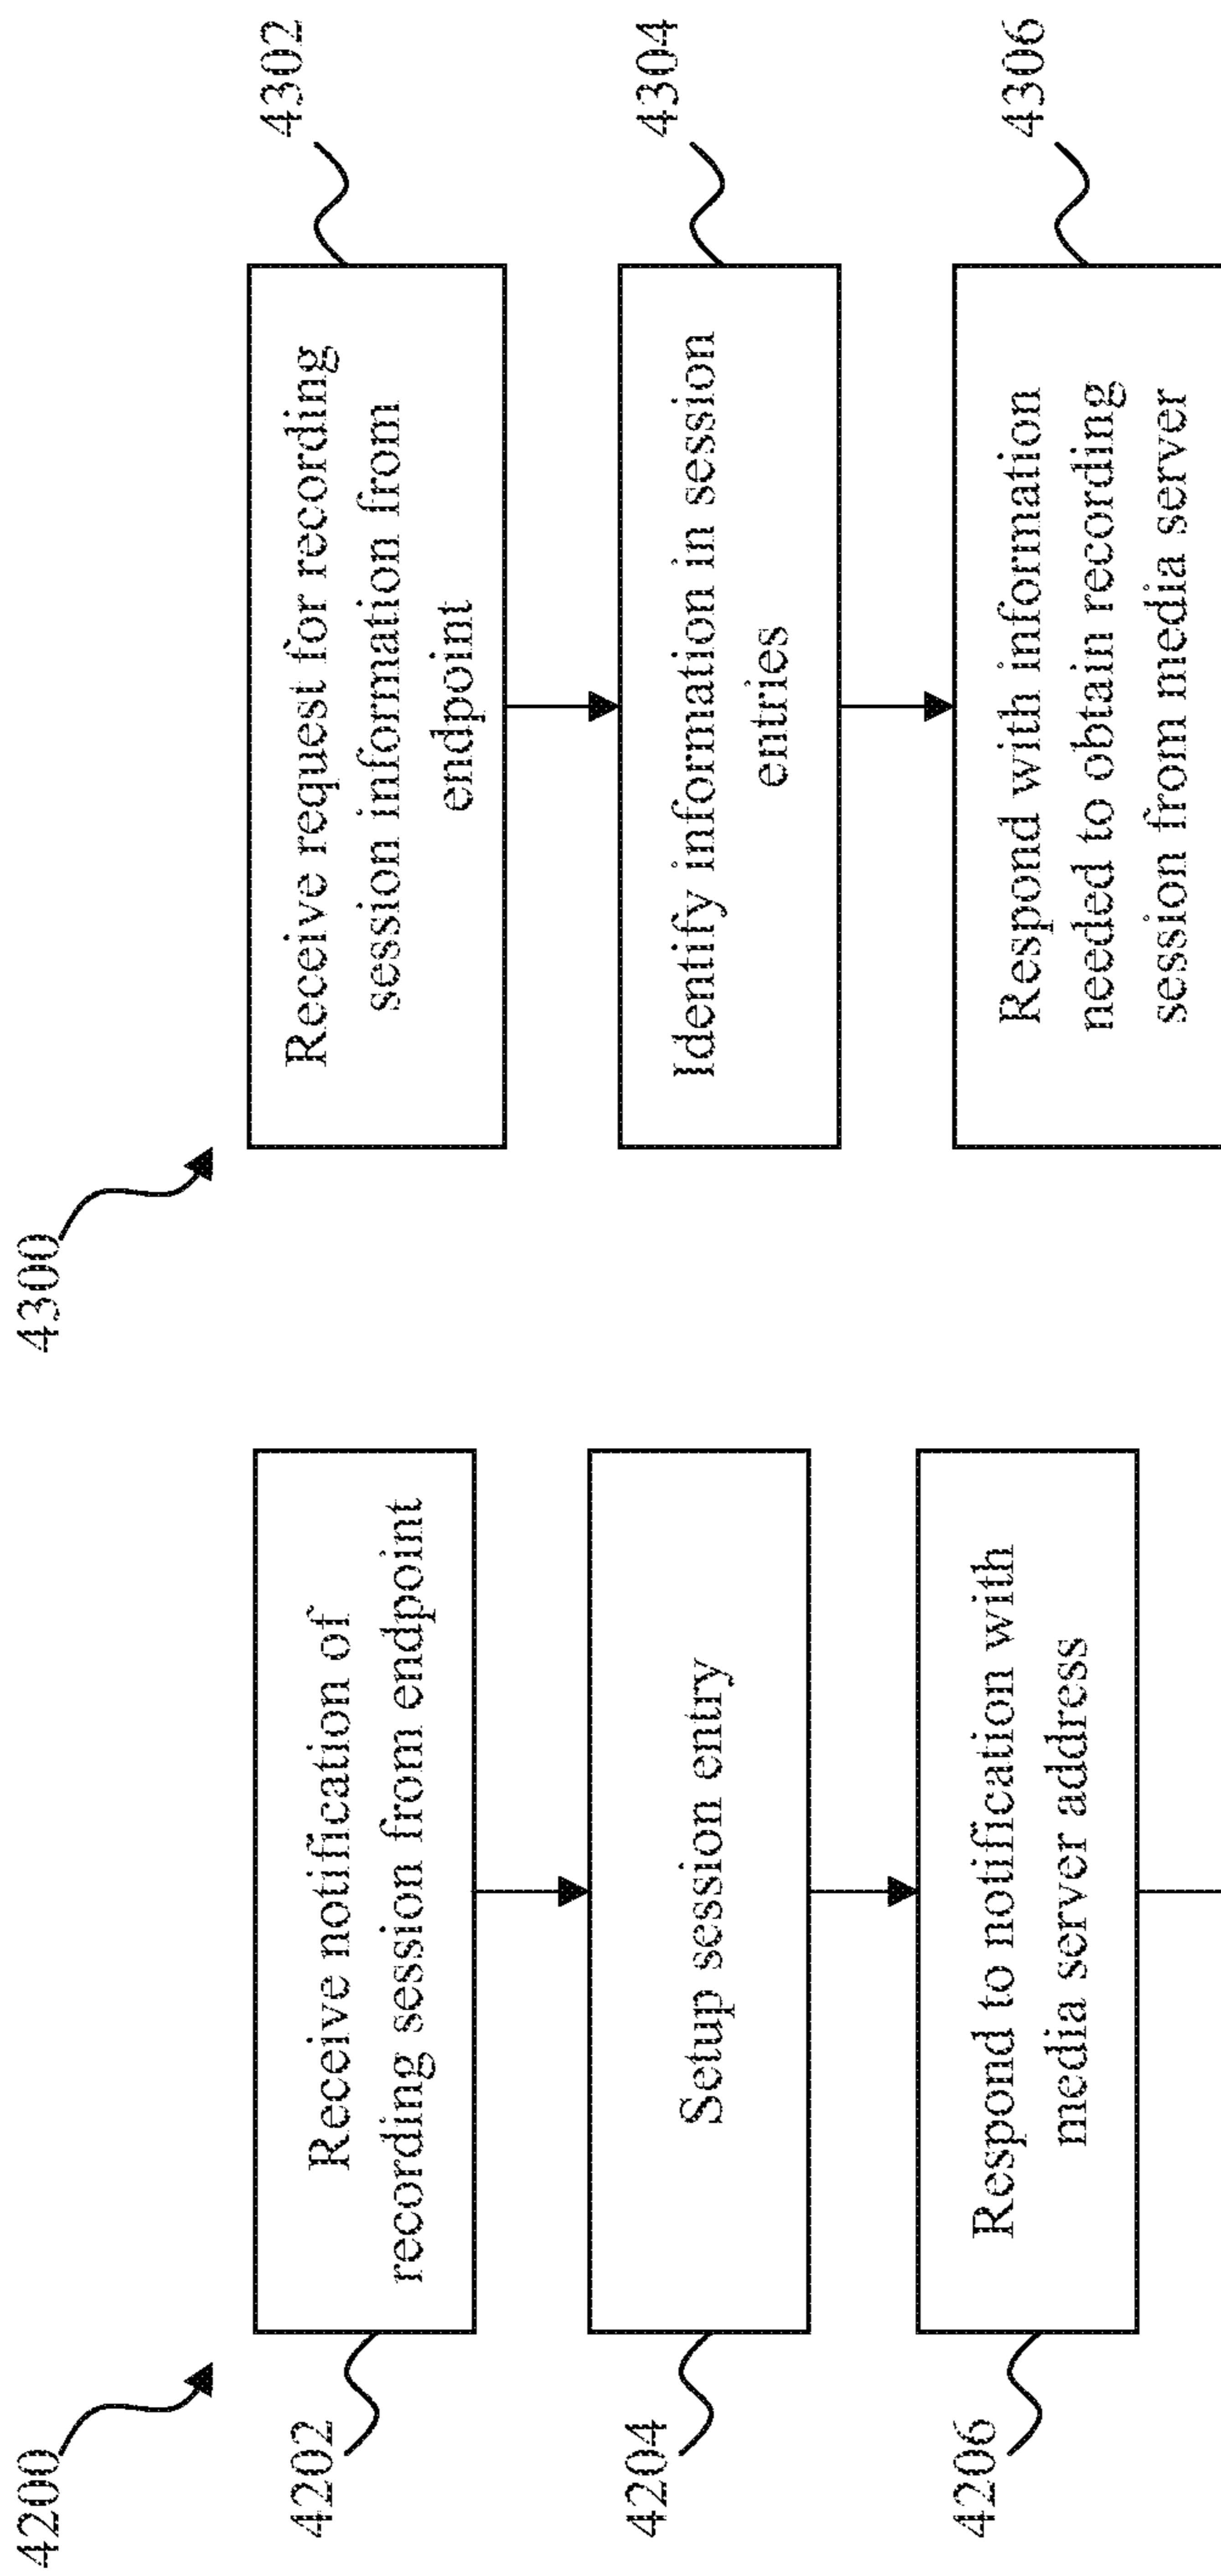 4200
4202
Receive notification of
recording session from endpoint
4204
Setup session entry
4206
Respond to notification with
media server address
4300
4302
Receive request for recording
session information from
endpoint
4304
Identify information in session
entries
4306
Respond with information
needed to obtain recording
session from media server